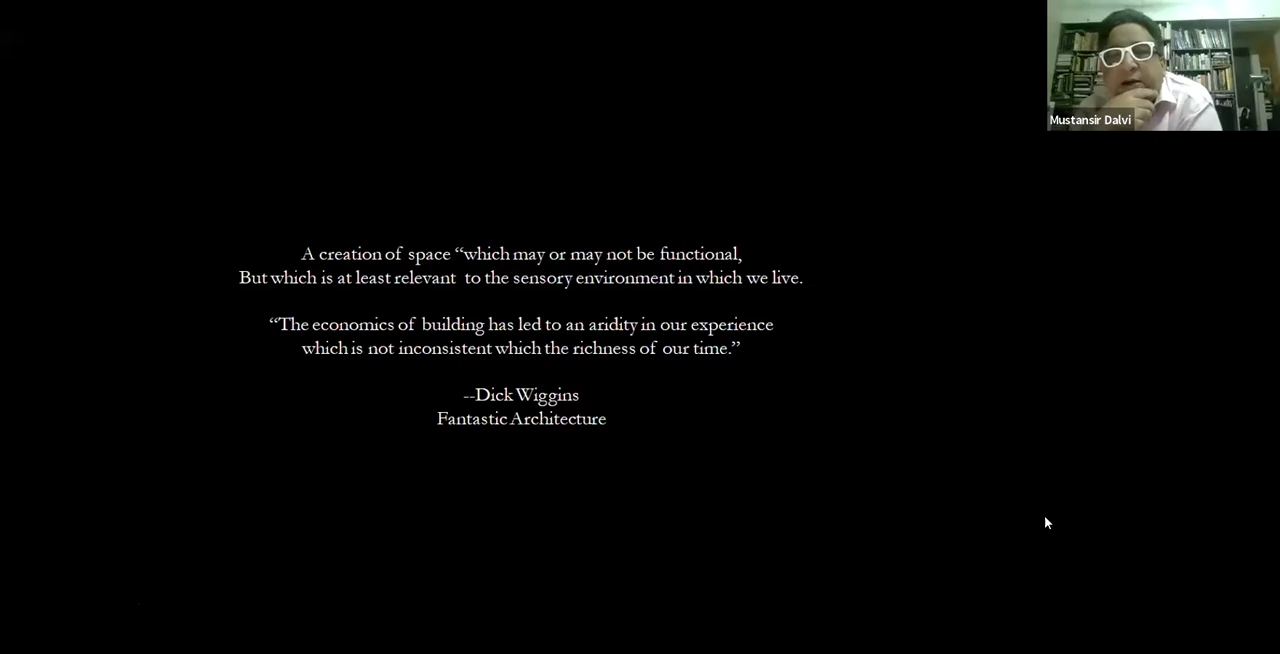 Mustansir Dalvi
A creation of space “which may or may not be functional,
But which is at least relevant to the sensory environment in which we live.
“The economics of building has led to an aridity in our experience
which is not inconsistent which the richness of our time.”
--Dick Wiggins
Fantastic Architecture